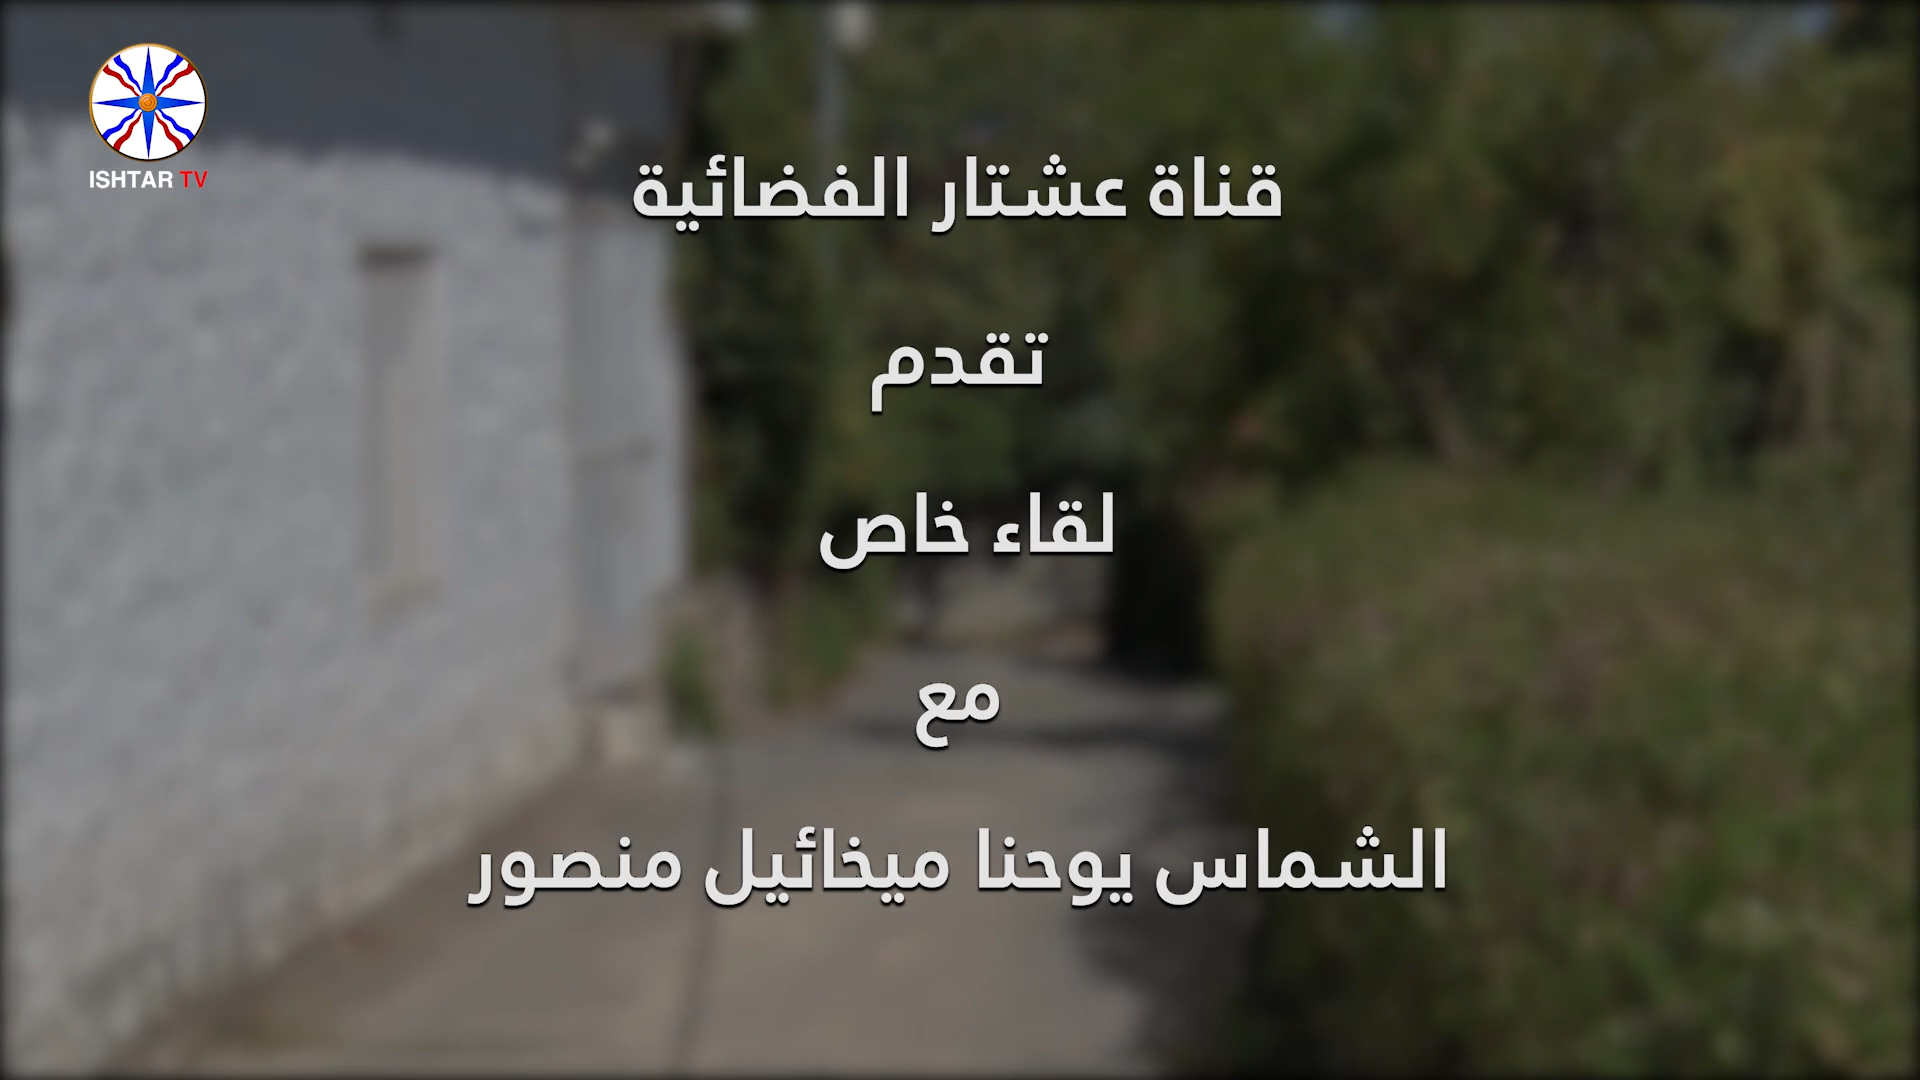 ISHTAR TV
قناة عشتار الفضائية
تقدم
لقاء خاص
مع
الشماس يوحنا ميخائيل منصور